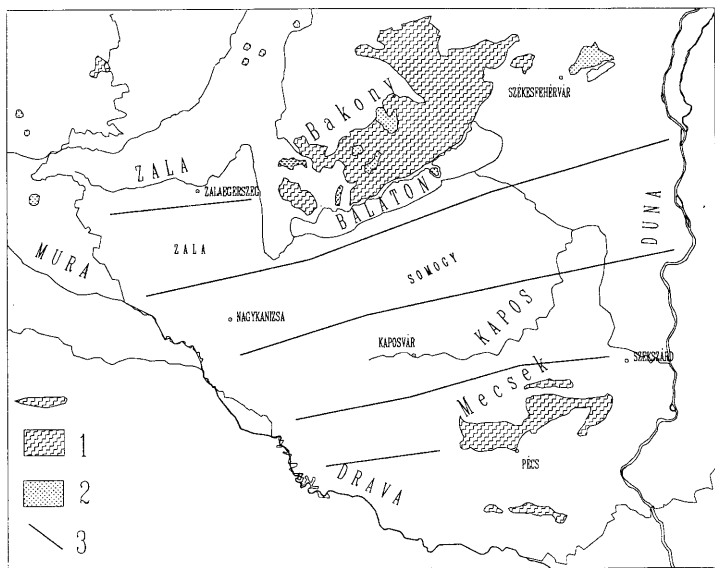 SZÉKESFEHÉRVÁR
Bakony
ZALA
ZALAEGERSZEG
BALATON
DUNA
ZALA
MURA
SOMOGY
NAGYKANIZSA
KAPOS
KAPOSVÁR
SZEKSZÁRD
Mecsek
1
PÉCS
2
DRAVA
3